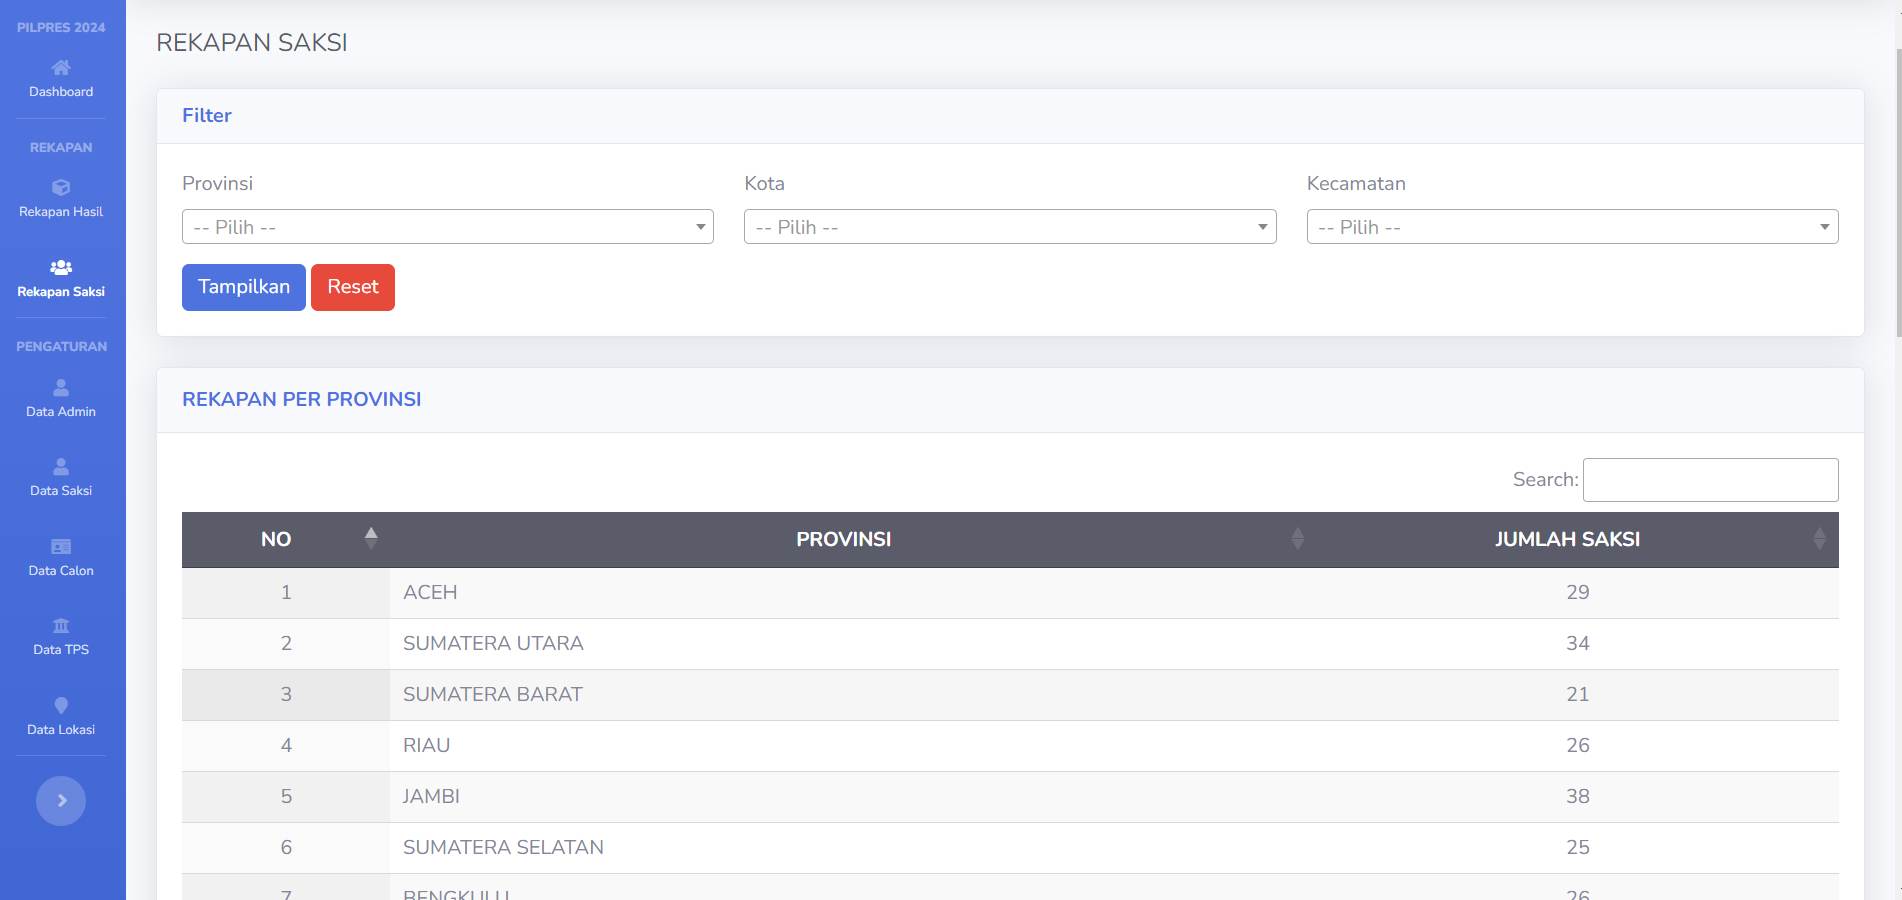 PILPRES 2024
Dashboard
REKAPAN
Rekapan Hasil
Rekapan Saksi
PENGATURAN
Data Admin
Data Saksi
Data Calon
Data TPS
Data Lokasi
REKAPAN SAKSI
Filter
Provinsi Kota Kecamatan
-- Pilih -- -- Pilih -- -- Pilih --
Tampilkan Reset
REKAPAN PER PROVINSI
Search:
NO PROVINSI JUMLAH SAKSI
1 ACEH 29
2 SUMATERA UTARA 34
3 SUMATERA BARAT 21
4 RIAU 26
5 JAMBI 38
6 SUMATERA SELATAN 25
7 BENGKULU 26